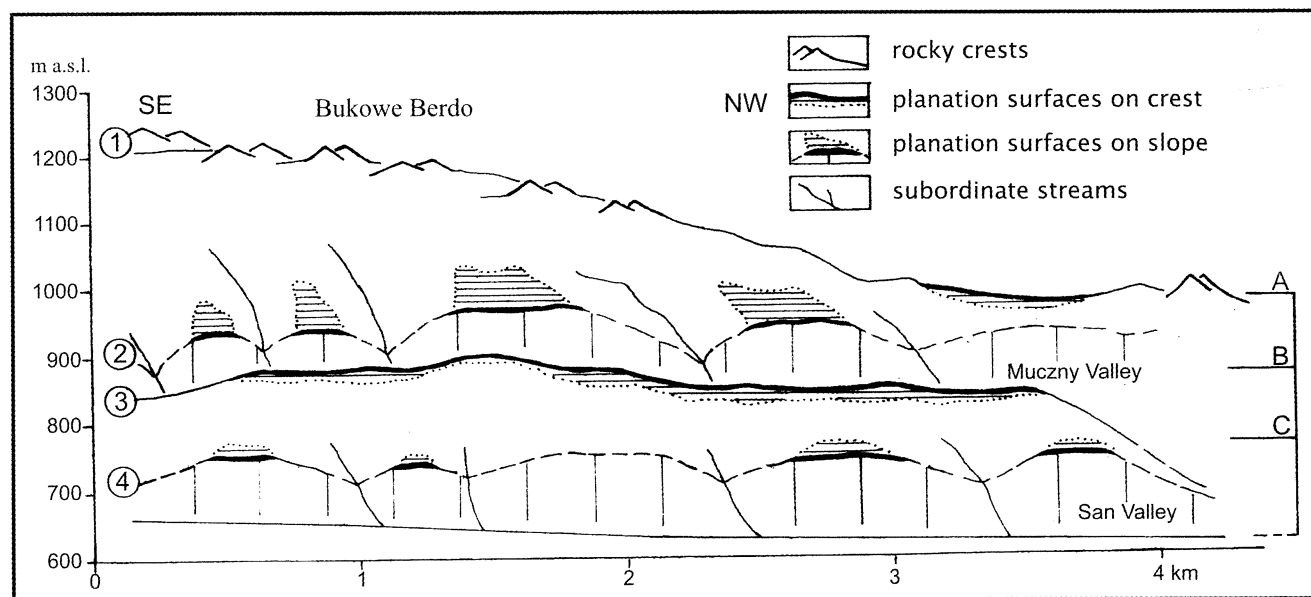 rocky crests
planation surfaces on crest
planation surfaces on slope
subordinate streams
m a.s.l.
1300
1200
1100
1000
900
800
700
600
SE
Bukowe Berdo
NW
1
2
3
4
A
B
C
Muczny Valley
San Valley
0
1
2
3
4 km